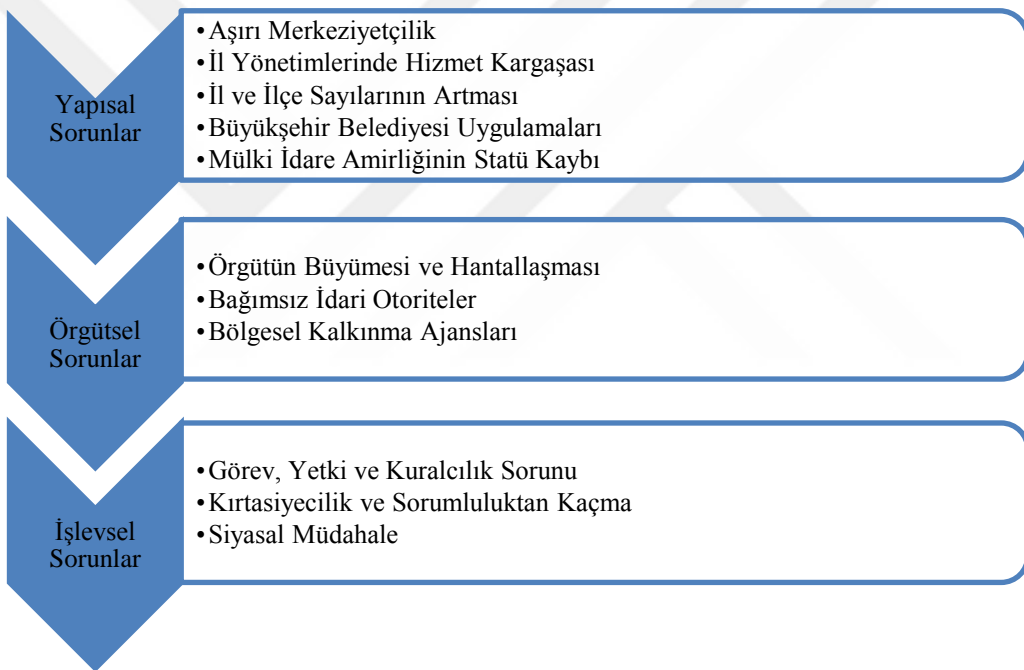 Yapısal
Sorunlar
•Aşırı Merkeziyetçilik
•İl Yönetimlerinde Hizmet Kargaşası
•İl ve İlçe Sayılarının Artması
•Büyükşehir Belediyesi Uygulamaları
•Mülki İdare Amirliğinin Statü Kaybı
Örgütsel
Sorunlar
•Örgütün Büyümesi ve Hantallaşması
•Bağımsız İdari Otoriteler
•Bölgesel Kalkınma Ajansları
İşlevsel
Sorunlar
•Görev, Yetki ve Kuralcılık Sorunu
•Kırtasiyecilik ve Sorumluluktan Kaçma
•Siyasal Müdahale